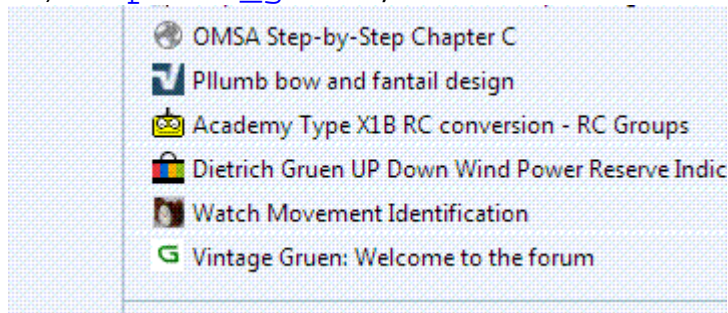 OMSA Step-by-Step Chapter C
Pllumb bow and fantail design
Academy Type X1B RC conversion - RC Groups
Dietrich Gruen UP Down Wind Power Reserve Indic
Watch Movement Identification
Vintage Gruen: Welcome to the forum